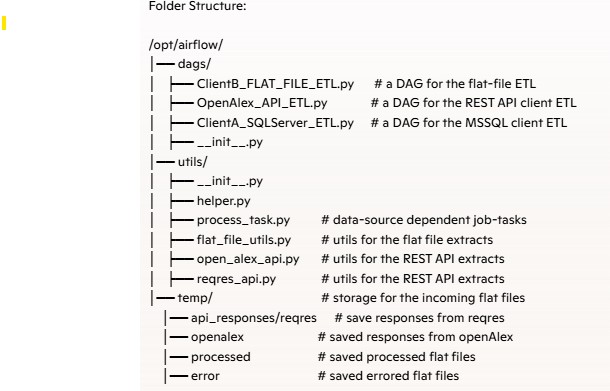 Folder Structure:
/opt/airflow/
├── dags/
│ ├── ClientB_FLAT_FILE_ETL.py # a DAG for the flat-file ETL
│ ├── OpenAlex_API_ETL.py # a DAG for the REST API client ETL
│ ├── ClientA_SQLServer_ETL.py # a DAG for the MSSQL client ETL
│ ├── __init__.py
├── utils/
│ ├── __init__.py
│ ├── helper.py
│ ├── process_task.py # data-source dependent job-tasks
│ ├── flat_file_utils.py # utils for the flat file extracts
│ ├── open_alex_api.py # utils for the REST API extracts
│ ├── reqres_api.py # utils for the REST API extracts
├── temp/ # storage for the incoming flat files
├── api_responses/reqres # save responses from reqres
├── openalex # saved responses from openAlex
├── processed # saved processed flat files
├── error # saved errored flat files